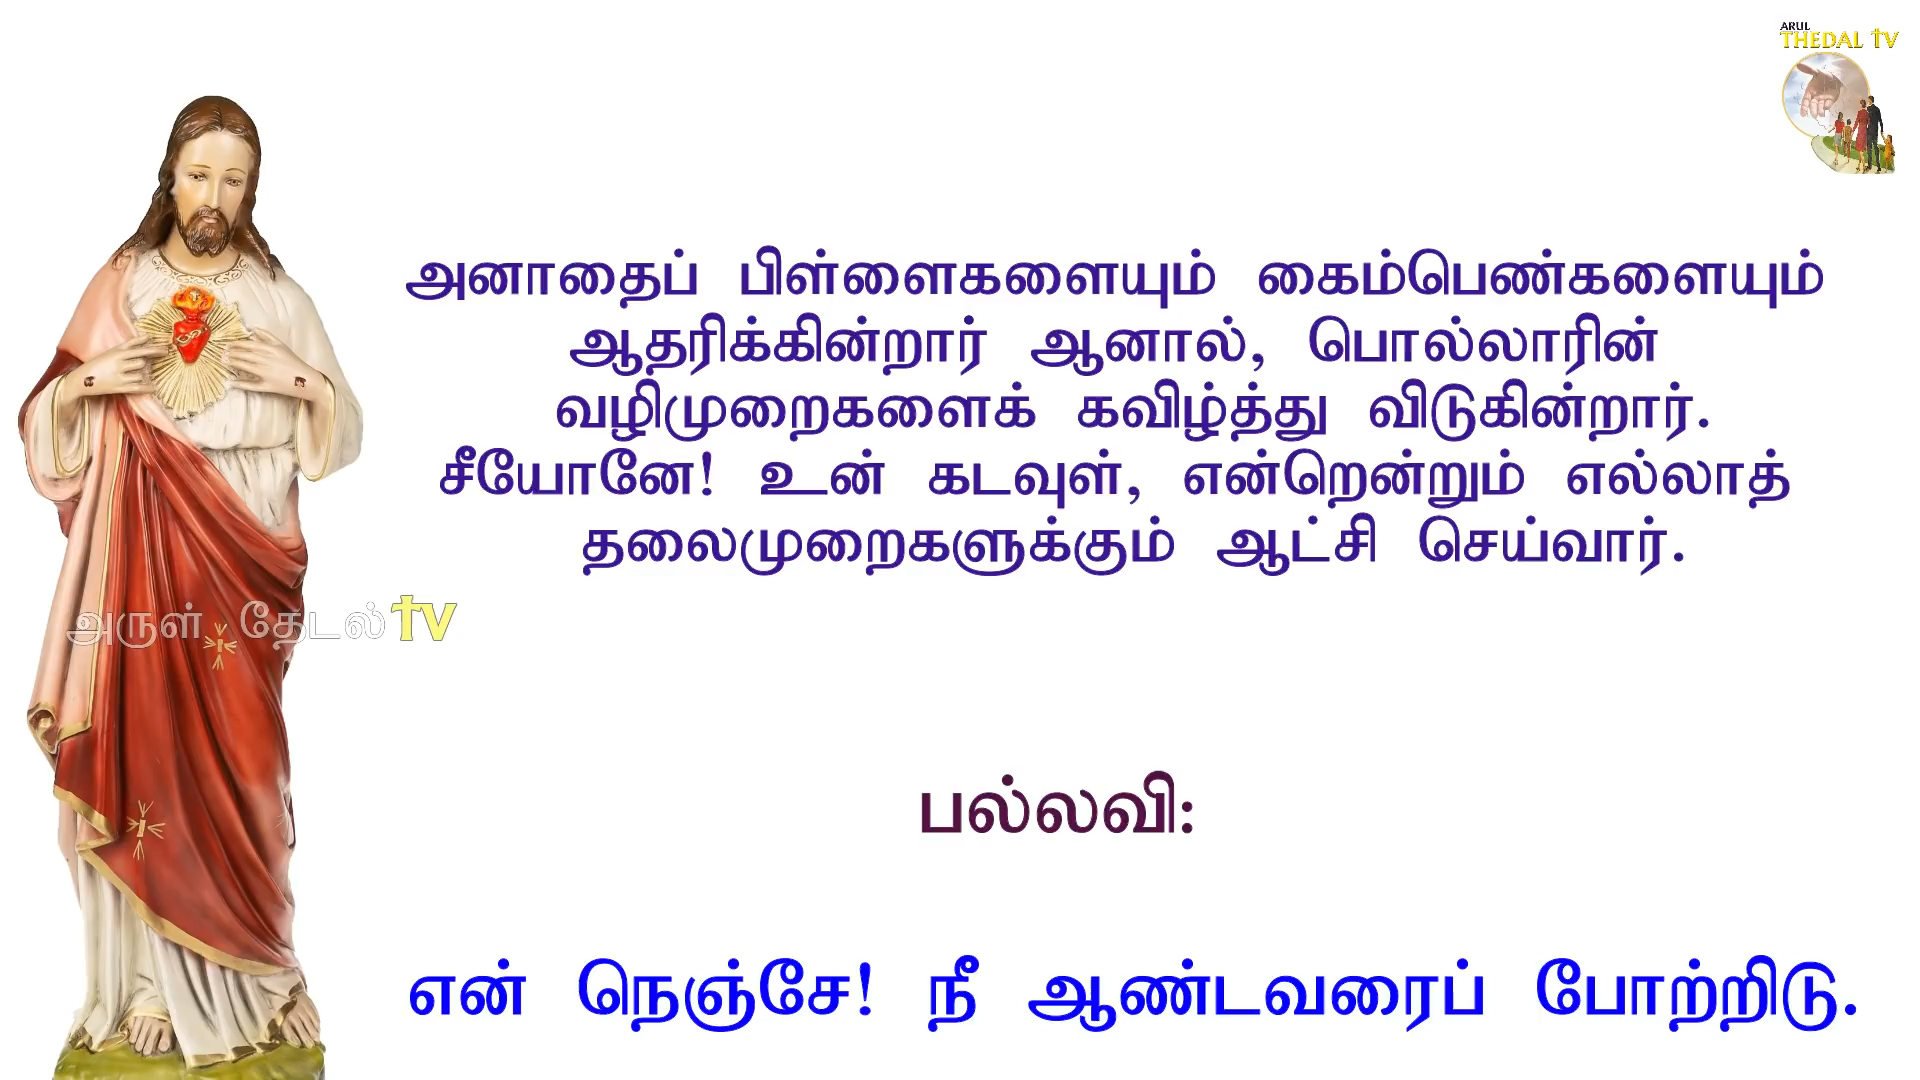 ARUL
THEDAL TV
அனாதைப் பிள்ளைகளையும் கைம்பெண்களையும்
ஆதரிக்கின்றார் ஆனால், பொல்லாரின்
வழிமுறைகளைக் கவிழ்த்து விடுகின்றார்.
சீயோனே! உன் கடவுள், என்றென்றும் எல்லாத்
தலைமுறைகளுக்கும் ஆட்சி செய்வார்.
அருள் தேடல் TV
பல்லவி:
என் நெஞ்சே! நீ ஆண்டவரைப் போற்றிடு.